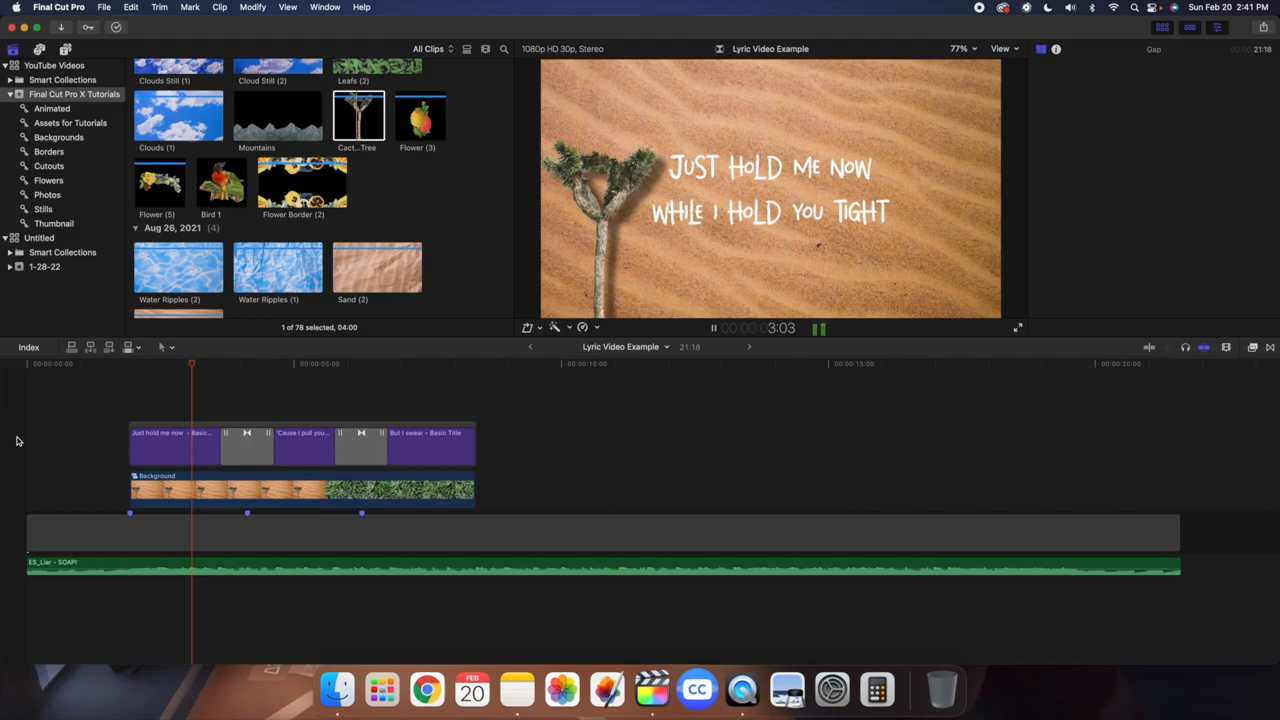 Final Cut Pro File Edit Trim Mark Clip Modify View Window Help
Sun Feb 20 2:41 PM
All Clips
1080p HD 30p, Stereo
Lyric Video Example
77%
View
Gap
21:18
YouTube Videos
Smart Collections
Final Cut Pro X Tutorials
Animated
Assets for Tutorials
Backgrounds
Borders
Cutouts
Flowers
Photos
Stills
Thumbnail
Untitled
Smart Collections
1-28-22
Clouds Still (1)
Cloud Still (2)
Leafs (2)
Clouds (1)
Mountains
Cact...Tree
Flower (3)
Flower (5)
Bird 1
Flower Border (2)
Aug 26, 2021 (4)
Water Ripples (2)
Water Ripples (1)
Sand (2)
1 of 78 selected, 04:00
JUST HOLD ME NOW
WHILE I HOLD YOU TIGHT
00:00:00 3:03
Index
Lyric Video Example
21:18
00:00:00:00
00:00:05:00
00:00:10:00
00:00:15:00
00:00:20:00
Just hold me now - Basic...
'Cause I pull you...
But I swear - Basic Title
Background
ES_Liar - SOAP!
FEB
20
CC